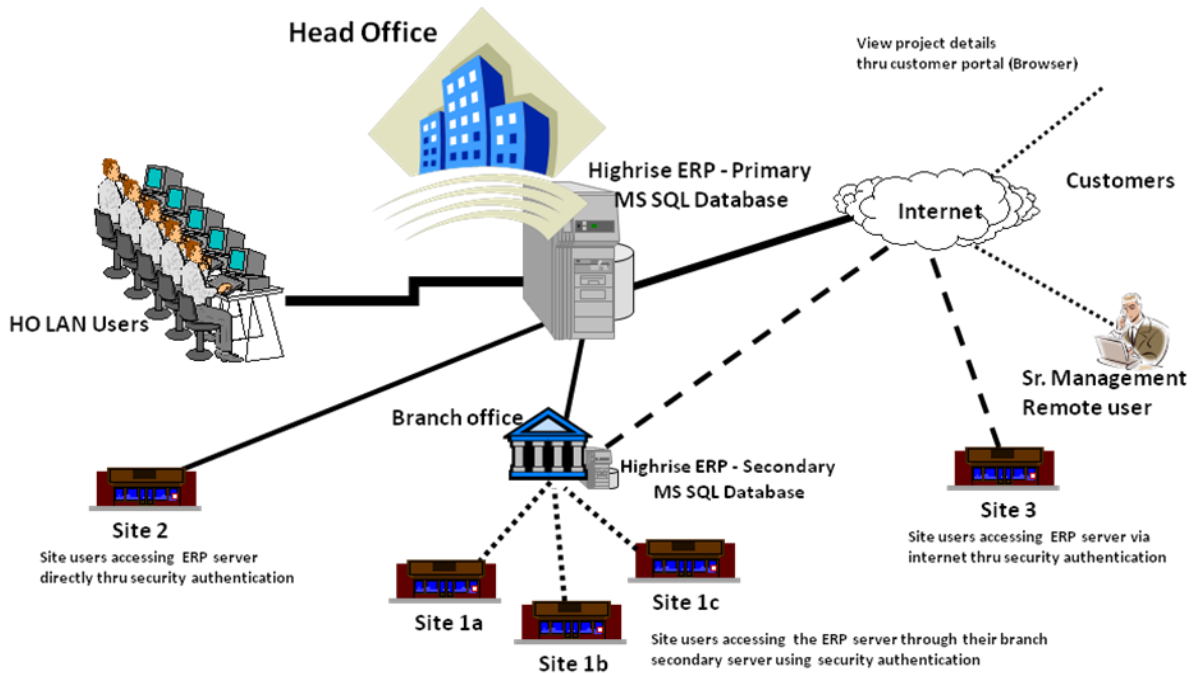 Head Office
View project details
thru customer portal (Browser)
Highrise ERP - Primary
MS SQL Database
Internet
Customers
HO LAN Users
Sr. Management
Remote user
Branch office
Highrise ERP - Secondary
MS SQL Database
Site 2
Site users accessing ERP server
directly thru security authentication
Site 3
Site users accessing ERP server via
internet thru security authentication
Site 1a
Site 1b
Site 1c
Site users accessing the ERP server through their branch
secondary server using security authentication